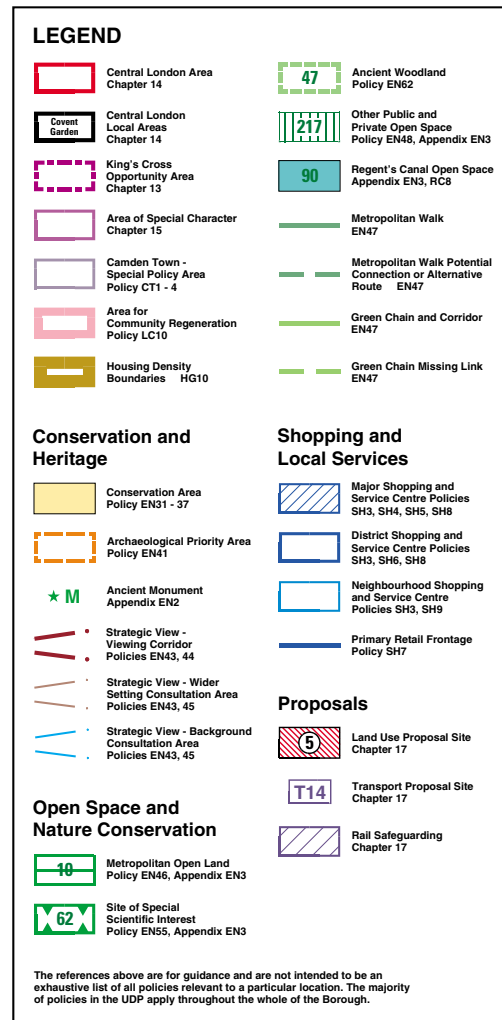 LEGEND
Central London Area
Chapter 14
Covent
Garden
Central London
Local Areas
Chapter 14
King's Cross
Opportunity Area
Chapter 13
Area of Special Character
Chapter 15
Camden Town -
Special Policy Area
Policy CT1 - 4
Area for
Community Regeneration
Policy LC10
Housing Density
Boundaries HG10
47
Ancient Woodland
Policy EN62
217
Other Public and
Private Open Space
Policy EN48, Appendix EN3
90
Regent's Canal Open Space
Appendix EN3, RC8
Metropolitan Walk
EN47
Metropolitan Walk Potential
Connection or Alternative
Route EN47
Green Chain and Corridor
EN47
Green Chain Missing Link
EN47
Conservation and
Heritage
Conservation Area
Policy EN31 - 37
Archaeological Priority Area
Policy EN41
★ M
Ancient Monument
Appendix EN2
Strategic View -
Viewing Corridor
Policies EN43, 44
Strategic View - Wider
Setting Consultation Area
Policies EN43, 45
Strategic View - Background
Consultation Area
Policies EN43, 45
Open Space and
Nature Conservation
10
Metropolitan Open Land
Policy EN46, Appendix EN3
62
Site of Special
Scientific Interest
Policy EN55, Appendix EN3
Shopping and
Local Services
Major Shopping and
Service Centre Policies
SH3, SH4, SH5, SH8
District Shopping and
Service Centre Policies
SH3, SH6, SH8
Neighbourhood Shopping
and Service Centre
Policies SH3, SH9
Primary Retail Frontage
Policy SH7
Proposals
5
Land Use Proposal Site
Chapter 17
T14
Transport Proposal Site
Chapter 17
Rail Safeguarding
Chapter 17
The references above are for guidance and are not intended to be an
exhaustive list of all policies relevant to a particular location. The majority
of policies in the UDP apply throughout the whole of the Borough.